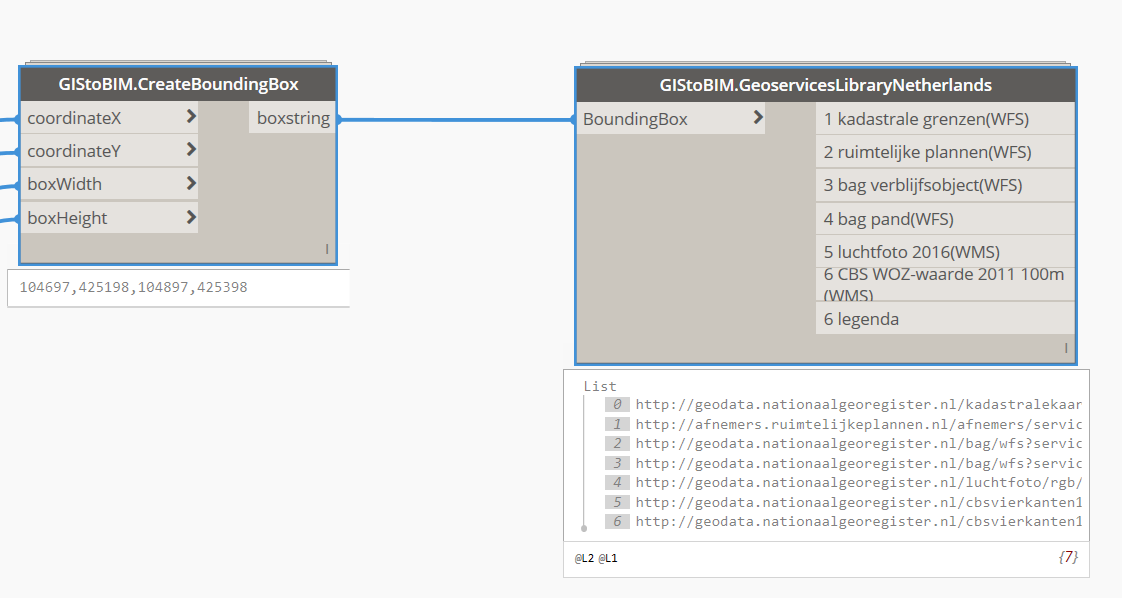 GIStoBIM.CreateBoundingBox
coordinateX
boxstring
coordinateY
boxWidth
boxHeight
104697,425198,104897,425398
GIStoBIM.GeoservicesLibraryNetherlands
BoundingBox
1 kadastrale grenzen(WFS)
2 ruimtelijke plannen(WFS)
3 bag verblijfsobject(WFS)
4 bag pand(WFS)
5 luchtfoto 2016(WMS)
6 CBS WOZ-waarde 2011 100m
(WMS)
6 legenda
List
0 http://geodata.nationaalgeoregister.nl/kadastralekaar
1 http://afnemers.ruimtelijkeplannen.nl/afnemers/servic
2 http://geodata.nationaalgeoregister.nl/bag/wfs?servic
3 http://geodata.nationaalgeoregister.nl/bag/wfs?servic
4 http://geodata.nationaalgeoregister.nl/luchtfoto/rgb/
5 http://geodata.nationaalgeoregister.nl/cbsvierkanten1
6 http://geodata.nationaalgeoregister.nl/cbsvierkanten1
@L2 @L1
{7}